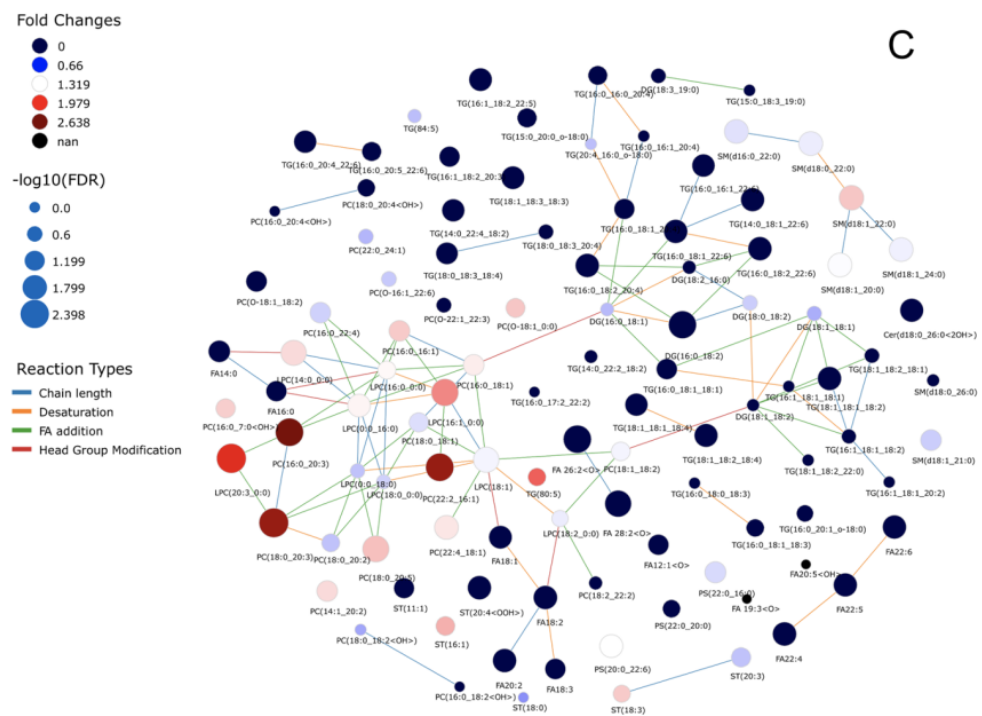 Fold Changes
0
0.66
1.319
1.979
2.638
nan
-log10(FDR)
0.0
0.6
1.199
1.799
2.398
Reaction Types
Chain length
Desaturation
FA addition
Head Group Modification
C
TG(16:1_18:2_22:5)
TG(16:0_16:0_20:4)
DG(18:3_19:0)
TG(15:0_18:3_19:0)
TG(84:5)
TG(15:0_20:0_o-18:0)
TG(20:4_16:0_o-18:0)
TG(16:0_16:1_20:4)
SM(d16:0_22:0)
SM(d18:0_22:0)
TG(16:0_20:4_22:6)
TG(16:0_20:5_22:6)
TG(16:1_18:2_20:3)
TG(18:1_18:3_18:3)
PC(18:0_20:4<OH>)
PC(16:0_20:4<OH>)
TG(14:0_22:4_18:2)
TG(14:0_18:1_22:6)
SM(d18:1_22:0)
PC(22:0_24:1)
TG(18:0_18:3_20:4)
TG(18:0_18:3_18:4)
TG(16:0_18:1_22:6)
TG(16:0_18:2_22:6)
SM(d18:1_24:0)
SM(d18:1_20:0)
PC(O-18:1_18:2)
PC(O-16:1_22:6)
TG(16:0_18:2_20:4)
DG(18:2_16:0)
PC(16:0_22:4)
PC(O-22:1_22:3)
PC(O-18:1_0:0)
DG(16:0_18:1)
DG(18:0_18:2)
DG(18:1_18:1)
Cer(d18:0_26:0<2OH>)
PC(16:0_16:1)
DG(16:0_18:2)
FA14:0
LPC(14:0_0:0)
LPC(16:0_0:0)
PC(16:0_18:1)
TG(14:0_22:2_18:2)
TG(16:0_18:1_18:1)
TG(16:1_18:1_18:1)
TG(18:1_18:2_18:1)
SM(d18:0_26:0)
FA16:0
TG(16:0_17:2_22:2)
TG(18:1_18:1_18:2)
DG(18:1_18:2)
PC(16:0_7:0<OH>)
LPC(0:0_16:0)
LPC(16:1_0:0)
TG(18:1_18:1_18:4)
PC(16:0_20:3)
PC(18:0_18:1)
TG(18:1_18:2_18:4)
TG(16:1_18:1_18:2)
SM(d18:1_21:0)
FA 26:2<O>
PC(18:1_18:2)
TG(18:1_18:2_22:0)
LPC(20:3_0:0)
LPC(0:0_18:0)
LPC(18:0_0:0)
PC(22:2_16:1)
LPC(18:1)
TG(80:5)
TG(16:0_18:0_18:3)
TG(16:1_18:1_20:2)
PC(18:0_20:3)
PC(18:0_20:2)
PC(22:4_18:1)
LPC(18:2_0:0)
FA 28:2<O>
TG(16:0_18:1_18:3)
TG(16:0_20:1_o-18:0)
FA22:6
PC(18:0_20:5)
FA18:1
FA12:1<O>
FA20:5<OH>
PC(14:1_20:2)
ST(11:1)
ST(20:4<OOH>)
PC(18:2_22:2)
PS(22:0_16:0)
FA 19:3<O>
FA22:5
FA18:2
PS(22:0_20:0)
PC(18:0_18:2<OH>)
ST(16:1)
FA22:4
PS(20:0_22:6)
ST(20:3)
PC(16:0_18:2<OH>)
FA20:2
FA18:3
ST(18:0)
ST(18:3)